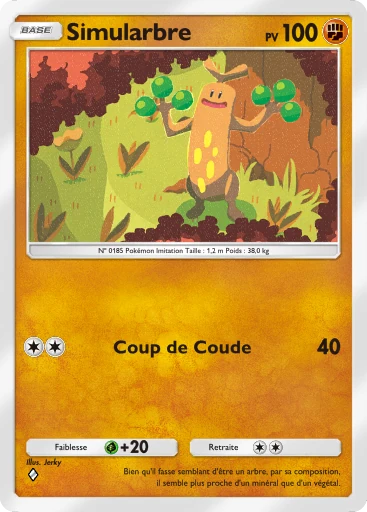 BASE Simularbre PV 100
N° 0185 Pokémon Imitation Taille : 1,2 m Poids : 38,0 kg
Coup de Coude 40
Faiblesse +20 Retraite
Illus. Jerky
Bien qu'il fasse semblant d'être un arbre, par sa composition,
il semble plus proche d'un minéral que d'un végétal.